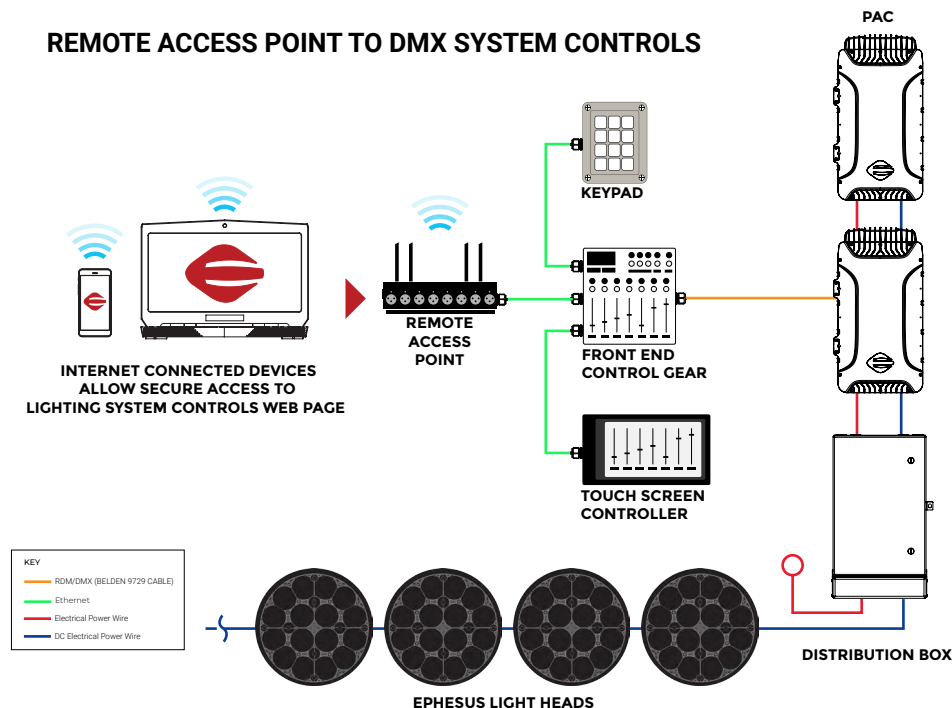 PAC
REMOTE ACCESS POINT TO DMX SYSTEM CONTROLS
KEYPAD
REMOTE
ACCESS
POINT
FRONT END
CONTROL GEAR
INTERNET CONNECTED DEVICES
ALLOW SECURE ACCESS TO
LIGHTING SYSTEM CONTROLS WEB PAGE
TOUCH SCREEN
CONTROLLER
KEY
RDM/DMX (BELDEN 9729 CABLE)
Ethernet
Electrical Power Wire
DC Electrical Power Wire
DISTRIBUTION BOX
EPHESUS LIGHT HEADS